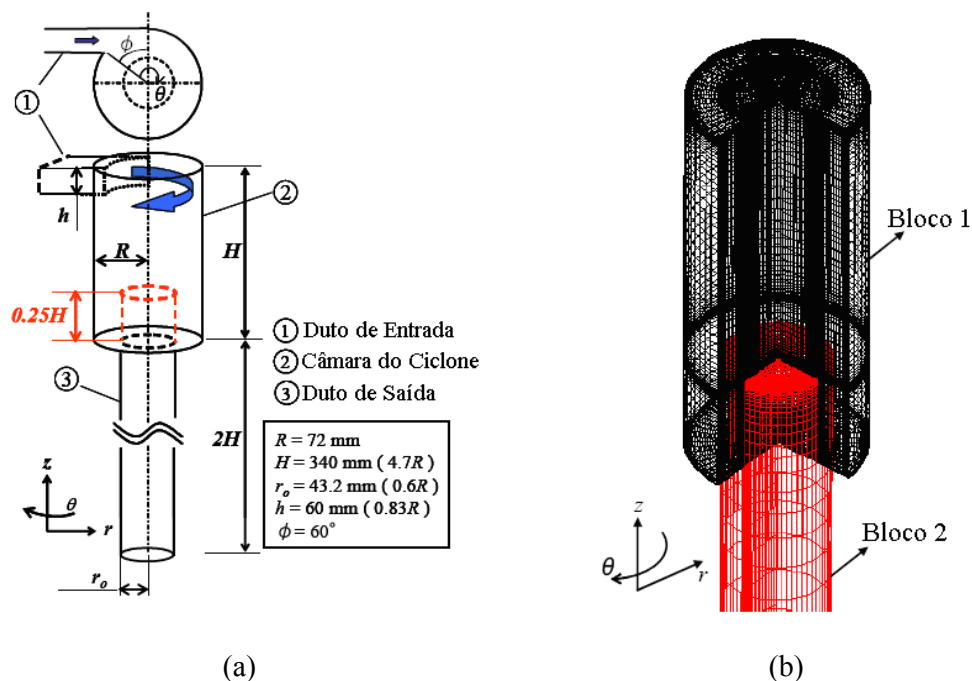 ϕ
θ
①
h
R
H
②
0.25H
① Duto de Entrada
② Câmara do Ciclone
③ Duto de Saída
③
2H
R = 72 mm
H = 340 mm ( 4.7R )
r_o = 43.2 mm (0.6R )
h = 60 mm (0.83R )
ϕ = 60°
z
θ
r
r_o
(a)
Bloco 1
Bloco 2
z
θ
r
(b)